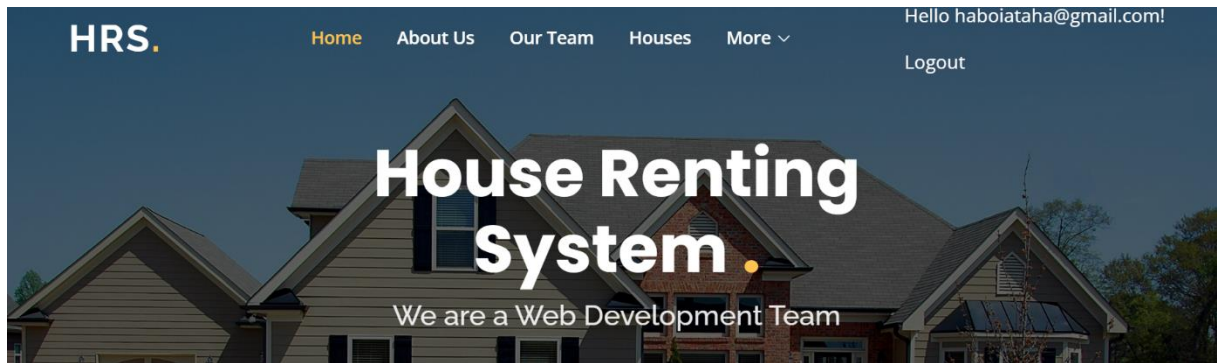 HRS.
Home About Us Our Team Houses More
Hello haboiataha@gmail.com!
Logout
House Renting
System .
We are a Web Development Team